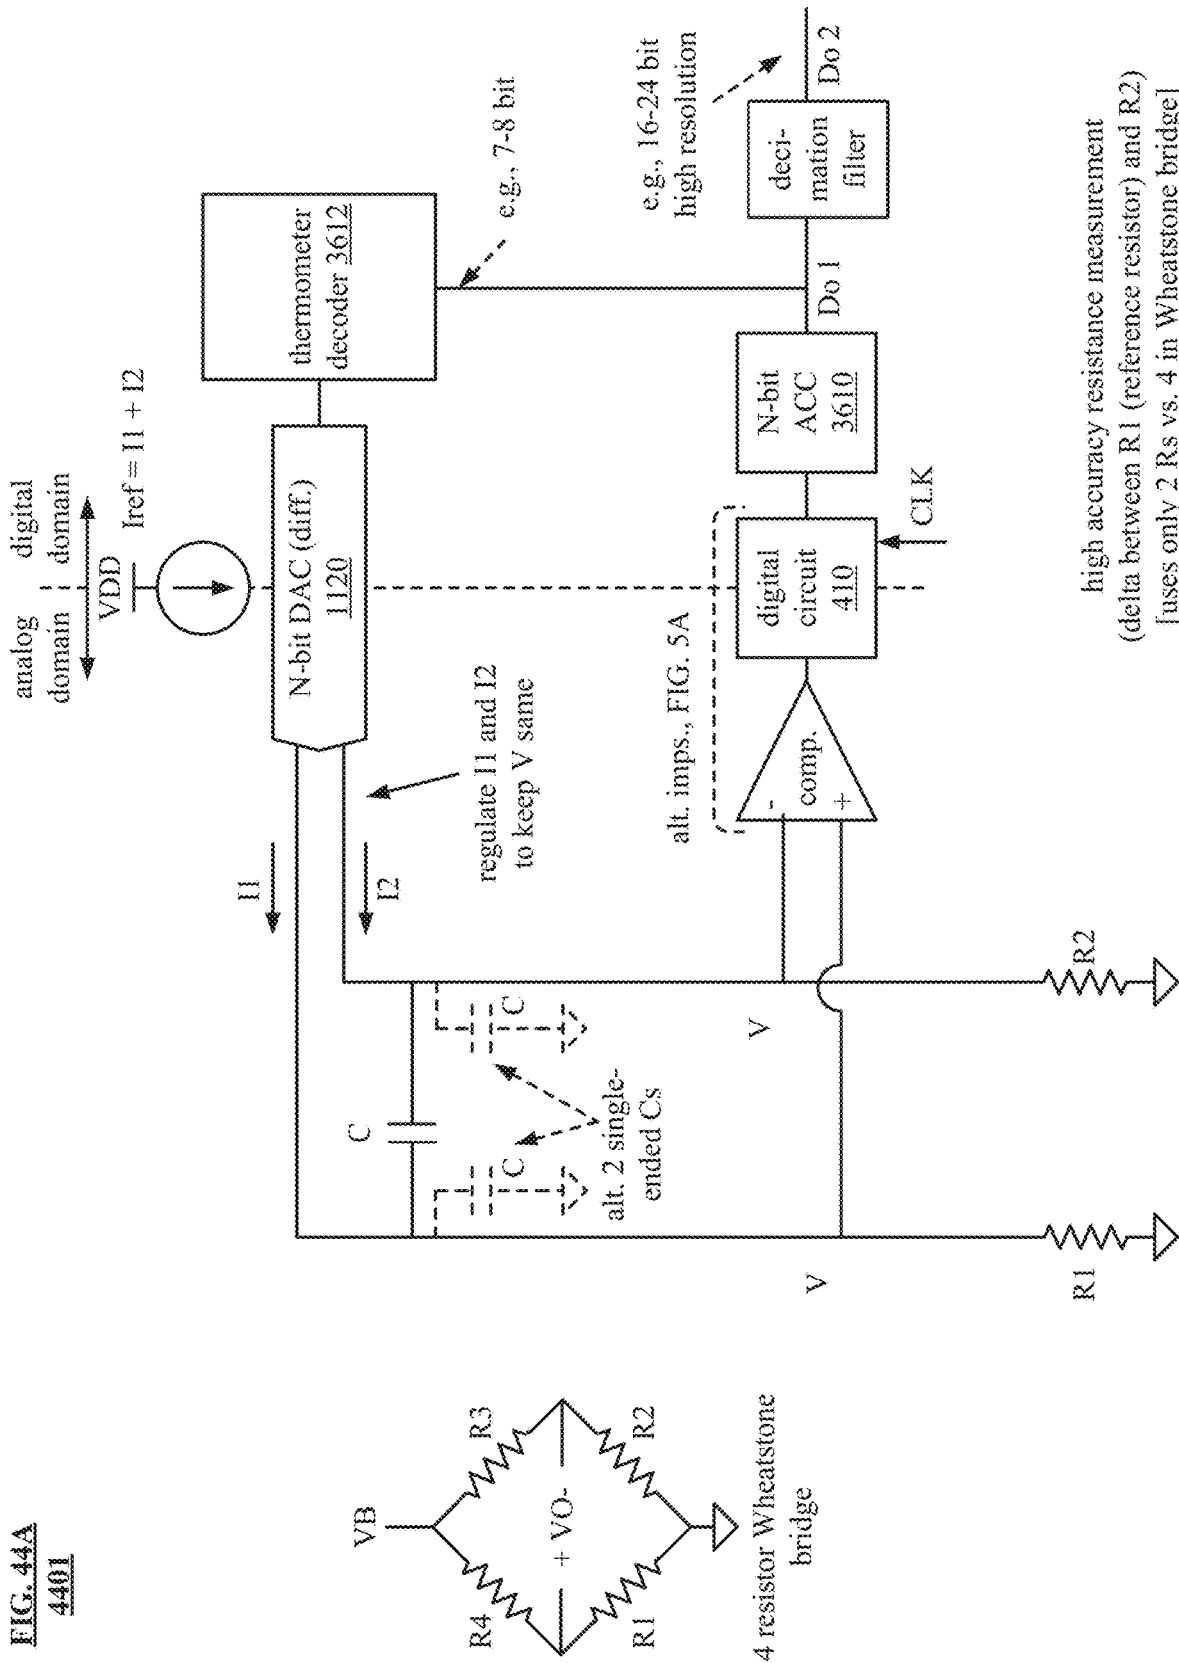 FIG. 44A
4401
analog
domain
digital
domain
VDD
Iref = I1 + I2
N-bit DAC (diff.)
1120
thermometer
decoder 3612
I1
I2
regulate I1 and I2
to keep V same
e.g., 7-8 bit
C
C
C
alt. 2 single-
ended Cs
VB
R4
R3
+ VO-
R1
R2
4 resistor Wheatstone
bridge
alt. imps., FIG. 5A
e.g., 16-24 bit
high resolution
V
V
-
+
comp.
digital
circuit
410
CLK
N-bit
ACC
3610
Do 1
deci-
mation
filter
Do 2
R1
R2
high accuracy resistance measurement
(delta between R1 (reference resistor) and R2)
[uses only 2 Rs vs. 4 in Wheatstone bridge]